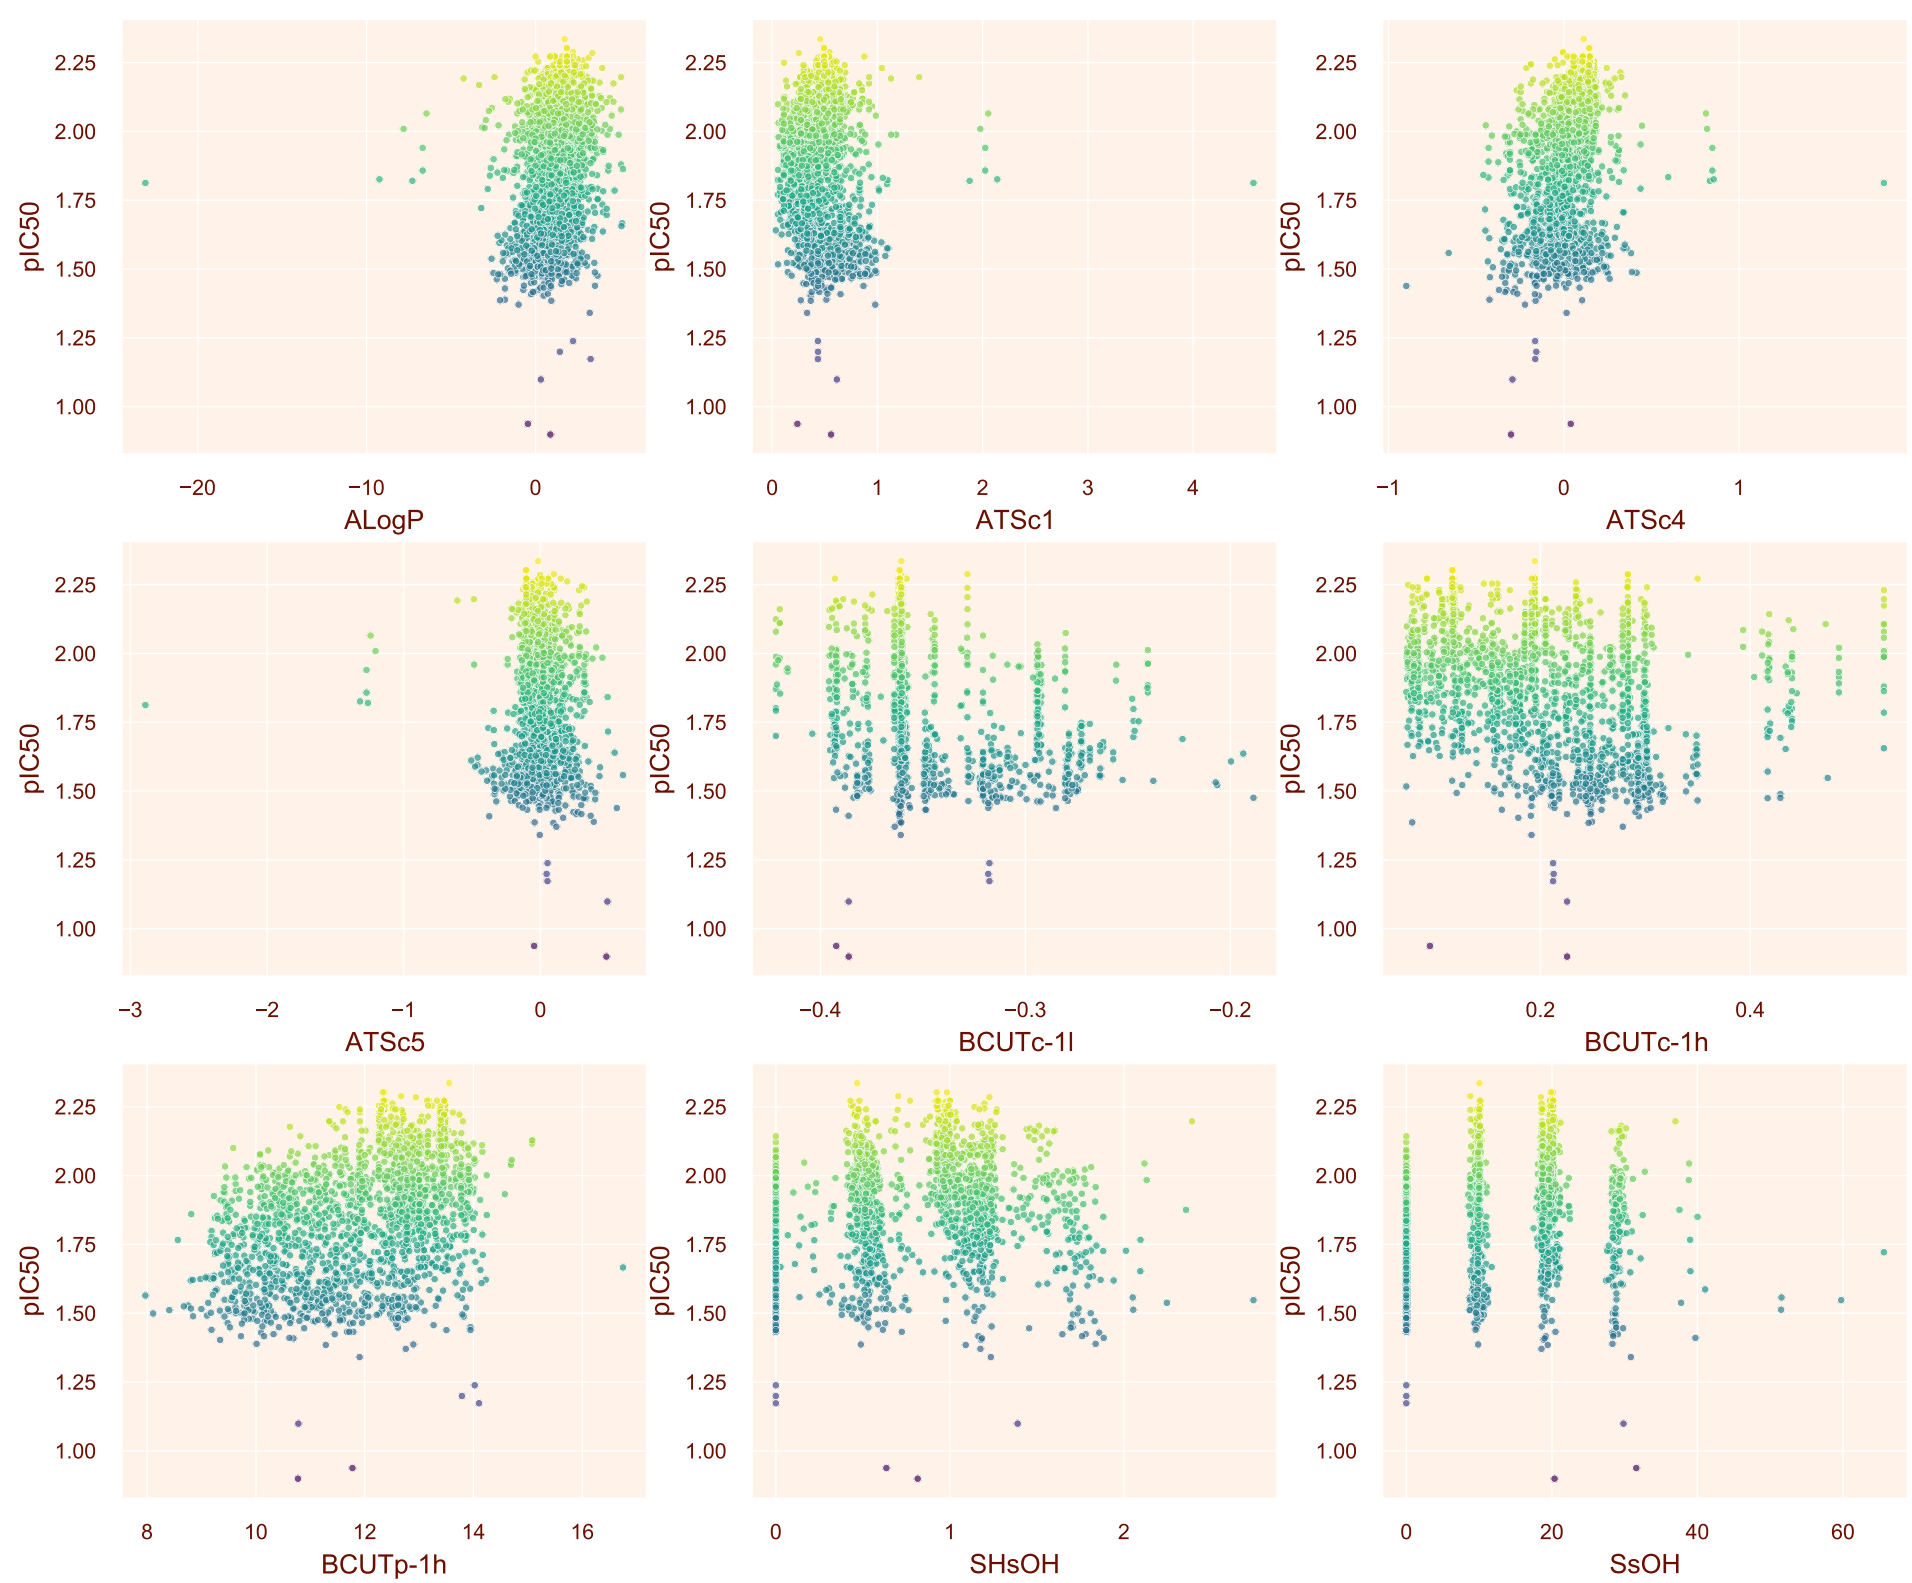 2.25 2.25 2.25
2.00 2.00 2.00
1.75 1.75 1.75
pIC50 pIC50 pIC50
1.50 1.50 1.50
1.25 1.25 1.25
1.00 1.00 1.00
−20 −10 0 0 1 2 3 4 −1 0 1
ALogP ATSc1 ATSc4
2.25 2.25 2.25
2.00 2.00 2.00
1.75 1.75 1.75
pIC50 pIC50 pIC50
1.50 1.50 1.50
1.25 1.25 1.25
1.00 1.00 1.00
−3 −2 −1 0 −0.4 −0.3 −0.2 0.2 0.4
ATSc5 BCUTc-1l BCUTc-1h
2.25 2.25 2.25
2.00 2.00 2.00
1.75 1.75 1.75
pIC50 pIC50 pIC50
1.50 1.50 1.50
1.25 1.25 1.25
1.00 1.00 1.00
8 10 12 14 16 0 1 2 0 20 40 60
BCUTp-1h SHsOH SsOH